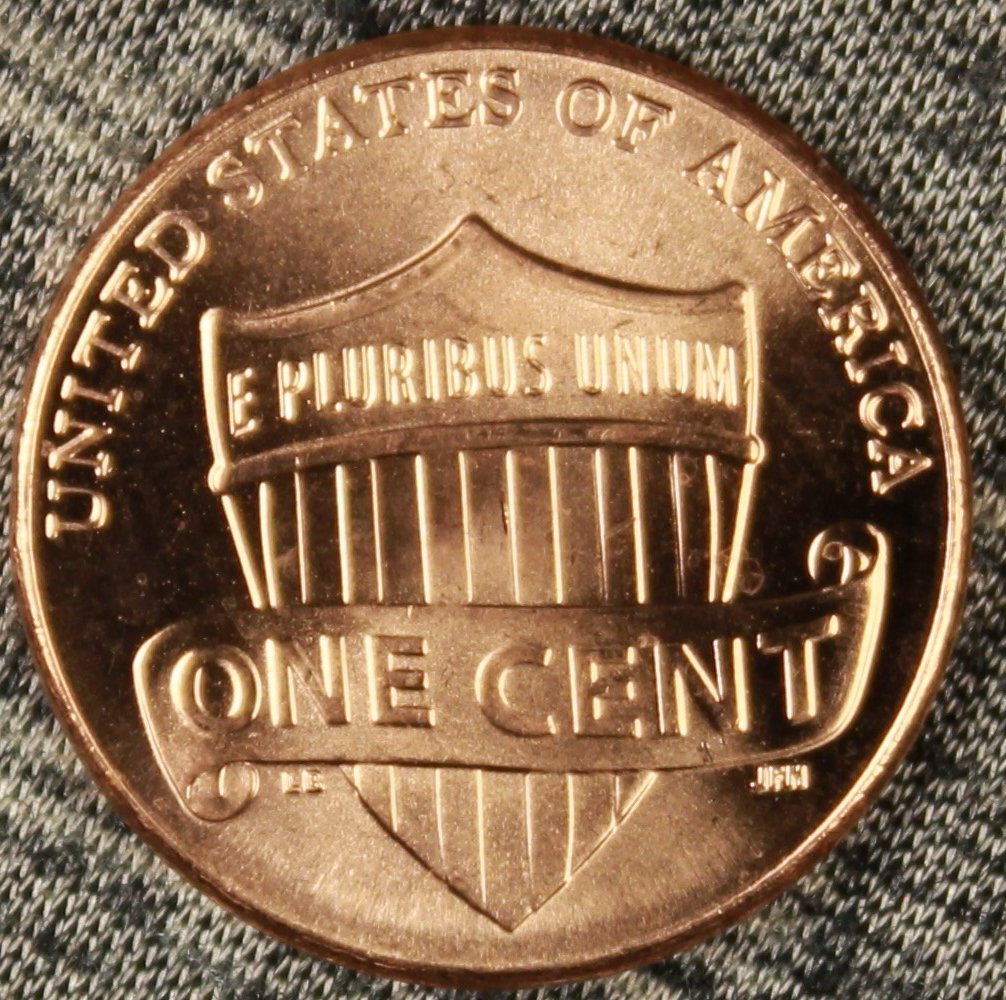 UNITED STATES OF AMERICA
E PLURIBUS UNUM
ONE CENT
LB JFM